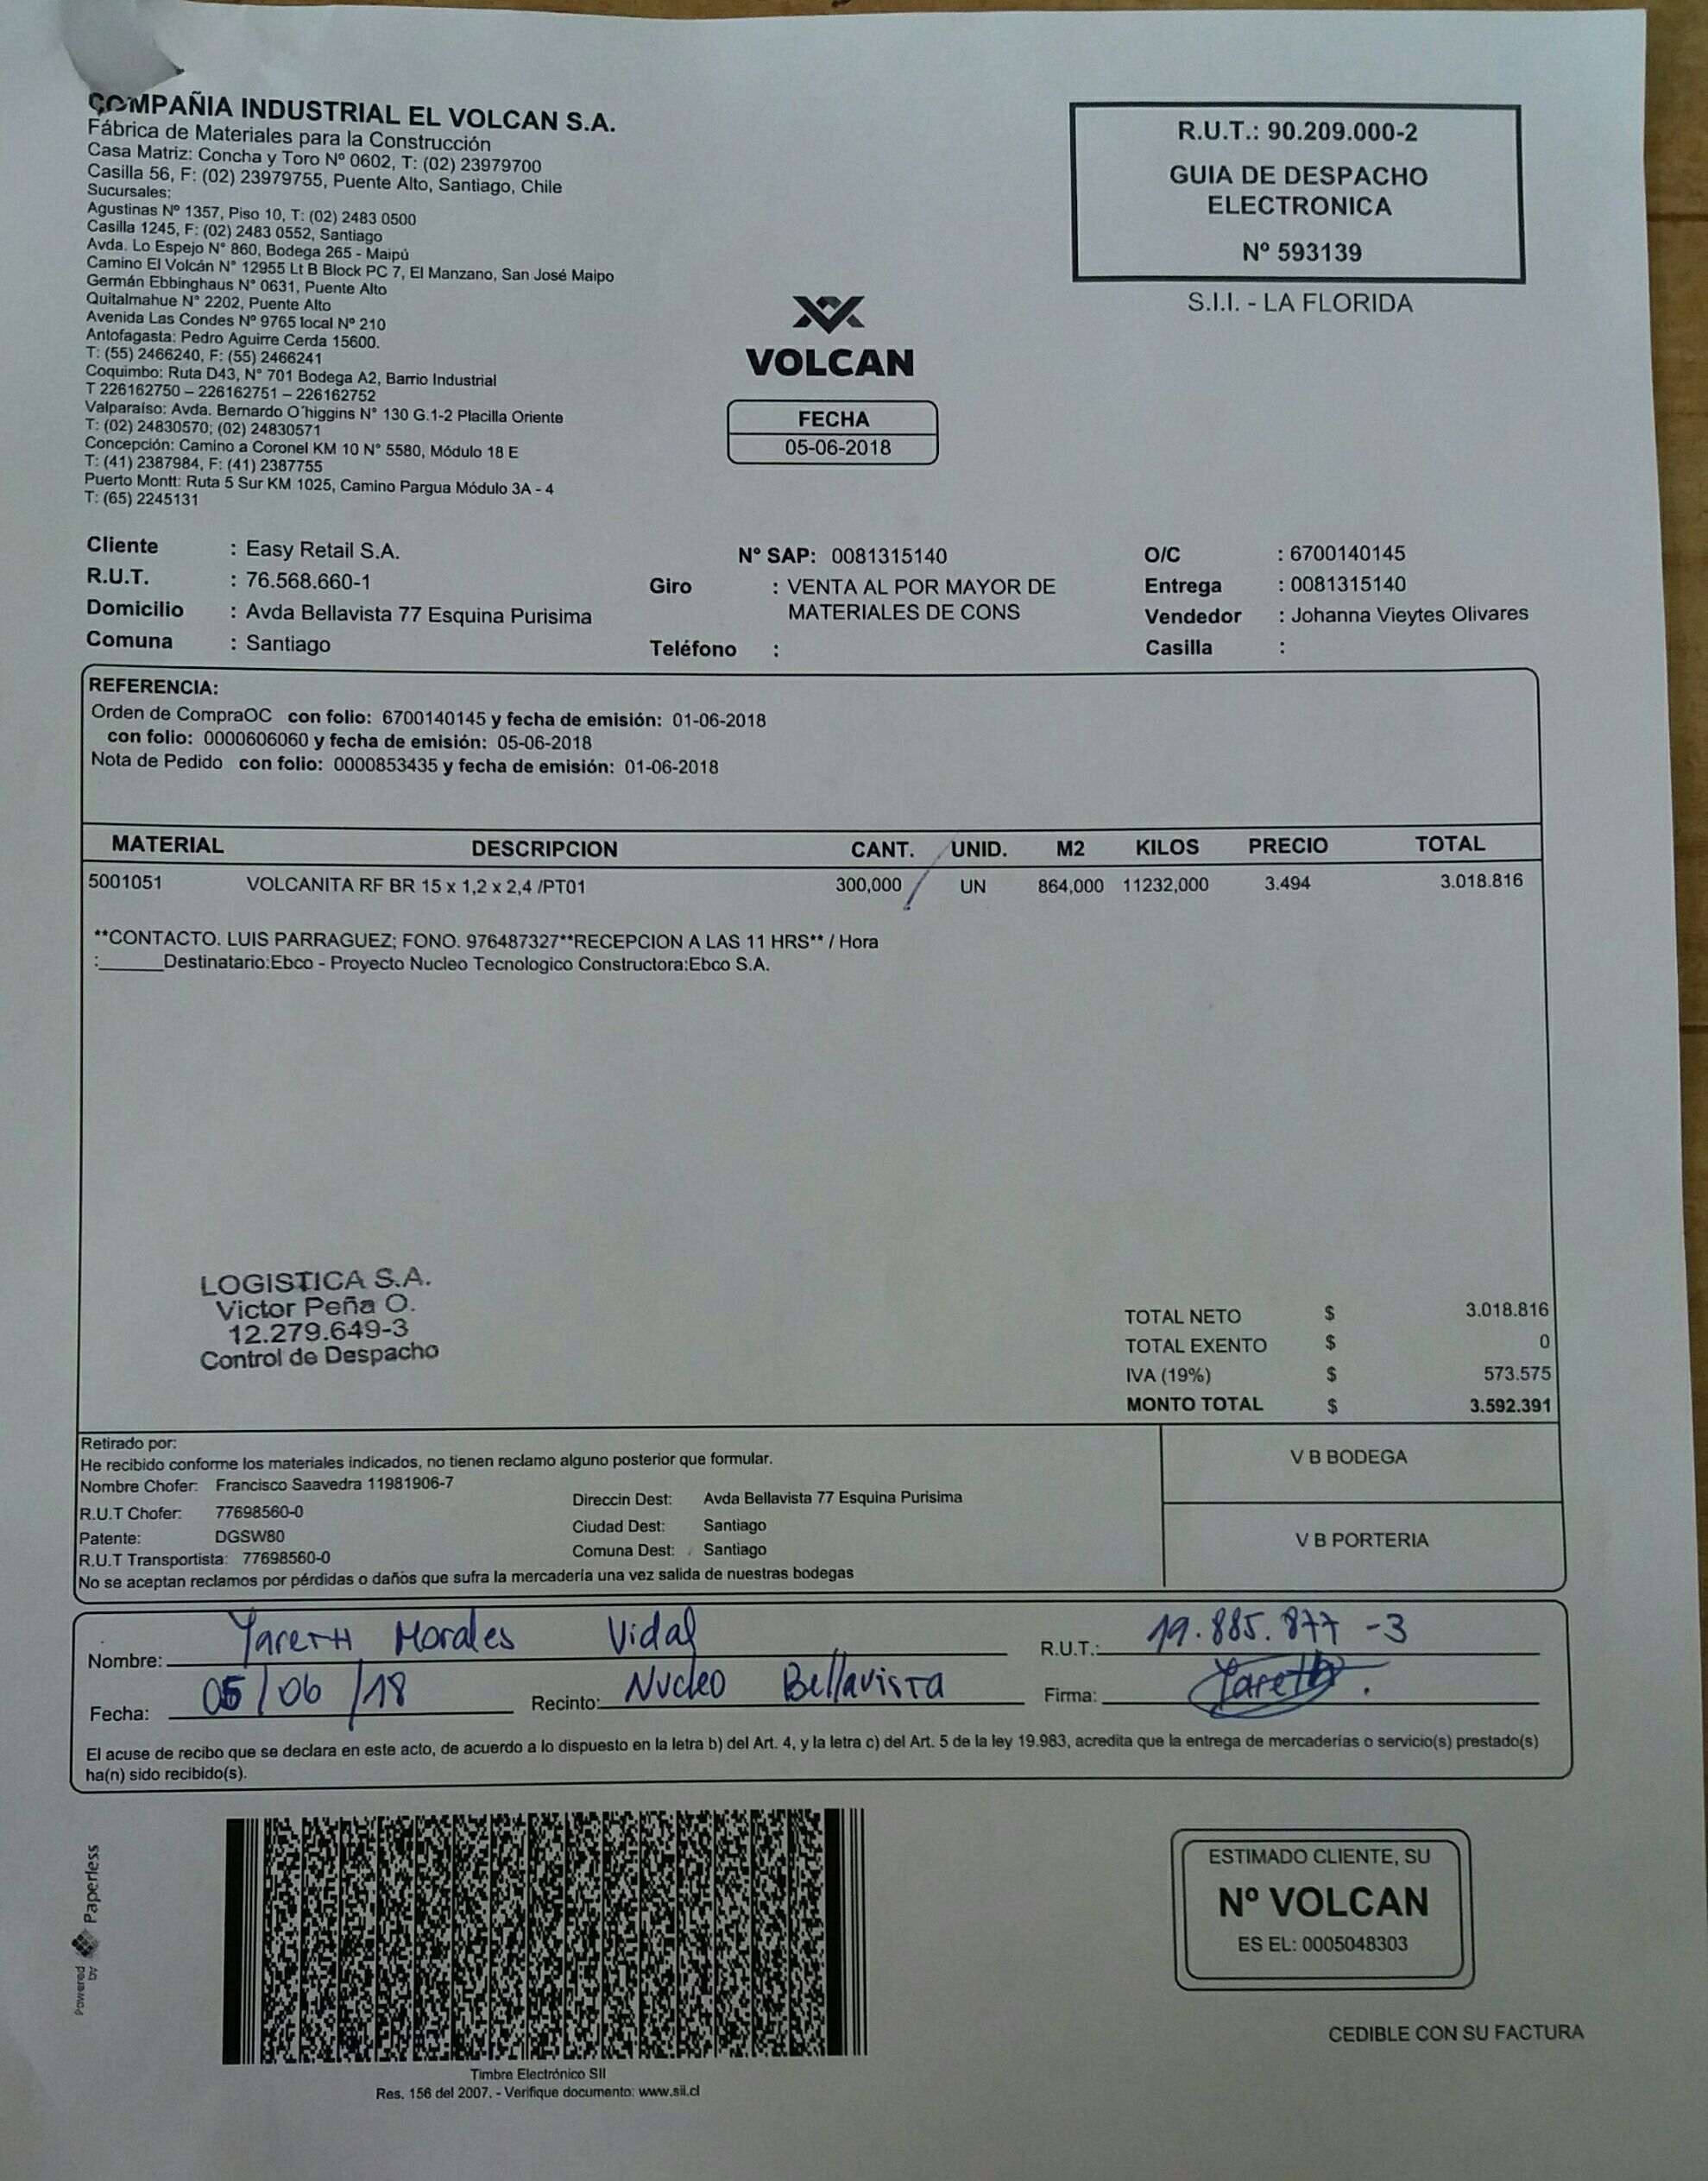 COMPAÑIA INDUSTRIAL EL VOLCAN S.A.
Fábrica de Materiales para la Construcción
Casa Matriz: Concha y Toro Nº 0602, T: (02) 23979700
Casilla 56, F: (02) 23979755, Puente Alto, Santiago, Chile
Sucursales:
Agustinas Nº 1357, Piso 10, T: (02) 2483 0500
Casilla 1245, F: (02) 2483 0552, Santiago
Avda. Lo Espejo N° 860, Bodega 265 - Maipú
Camino El Volcán N° 12955 Lt B Block PC 7, El Manzano, San José Maipo
Germán Ebbinghaus N° 0631, Puente Alto
Quitalmahue N° 2202, Puente Alto
Avenida Las Condes Nº 9765 local Nº 210
Antofagasta: Pedro Aguirre Cerda 15600.
T: (55) 2466240, F: (55) 2466241
Coquimbo: Ruta D43, N° 701 Bodega A2, Barrio Industrial
T 226162750 – 226162751 – 226162752
Valparaíso: Avda. Bernardo O´higgins N° 130 G.1-2 Placilla Oriente
T: (02) 24830570; (02) 24830571
Concepción: Camino a Coronel KM 10 N° 5580, Módulo 18 E
T: (41) 2387984, F: (41) 2387755
Puerto Montt: Ruta 5 Sur KM 1025, Camino Pargua Módulo 3A - 4
T: (65) 2245131
VOLCAN
FECHA
05-06-2018
R.U.T.: 90.209.000-2
GUIA DE DESPACHO
ELECTRONICA
Nº 593139
S.I.I. - LA FLORIDA
Cliente : Easy Retail S.A. N° SAP: 0081315140 O/C : 6700140145
R.U.T. : 76.568.660-1 Giro : VENTA AL POR MAYOR DE Entrega : 0081315140
Domicilio : Avda Bellavista 77 Esquina Purisima MATERIALES DE CONS Vendedor : Johanna Vieytes Olivares
Comuna : Santiago Teléfono : Casilla :
REFERENCIA:
Orden de CompraOC con folio: 6700140145 y fecha de emisión: 01-06-2018
con folio: 0000606060 y fecha de emisión: 05-06-2018
Nota de Pedido con folio: 0000853435 y fecha de emisión: 01-06-2018
MATERIAL DESCRIPCION CANT. UNID. M2 KILOS PRECIO TOTAL
5001051 VOLCANITA RF BR 15 x 1,2 x 2,4 /PT01 300,000 UN 864,000 11232,000 3.494 3.018.816
**CONTACTO. LUIS PARRAGUEZ; FONO. 976487327**RECEPCION A LAS 11 HRS** / Hora
:______Destinatario:Ebco - Proyecto Nucleo Tecnologico Constructora:Ebco S.A.
LOGISTICA S.A.
Victor Peña O.
12.279.649-3
Control de Despacho
TOTAL NETO $ 3.018.816
TOTAL EXENTO $ 0
IVA (19%) $ 573.575
MONTO TOTAL $ 3.592.391
Retirado por:
He recibido conforme los materiales indicados, no tienen reclamo alguno posterior que formular.
Nombre Chofer: Francisco Saavedra 11981906-7
R.U.T Chofer: 77698560-0
Patente: DGSW80
R.U.T Transportista: 77698560-0
Direccin Dest: Avda Bellavista 77 Esquina Purisima
Ciudad Dest: Santiago
Comuna Dest: Santiago
No se aceptan reclamos por pérdidas o daños que sufra la mercadería una vez salida de nuestras bodegas
V B BODEGA
V B PORTERIA
Nombre: Yareth Morales Vidal R.U.T.: 19.885.877-3
Fecha: 05/06/18 Recinto: Nucleo Bellavista Firma: Yareth
El acuse de recibo que se declara en este acto, de acuerdo a lo dispuesto en la letra b) del Art. 4, y la letra c) del Art. 5 de la ley 19.983, acredita que la entrega de mercaderías o servicio(s) prestado(s)
ha(n) sido recibido(s).
Powered by Paperless
Timbre Electrónico SII
Res. 156 del 2007. - Verifique documento: www.sii.cl
ESTIMADO CLIENTE, SU
Nº VOLCAN
ES EL: 0005048303
CEDIBLE CON SU FACTURA